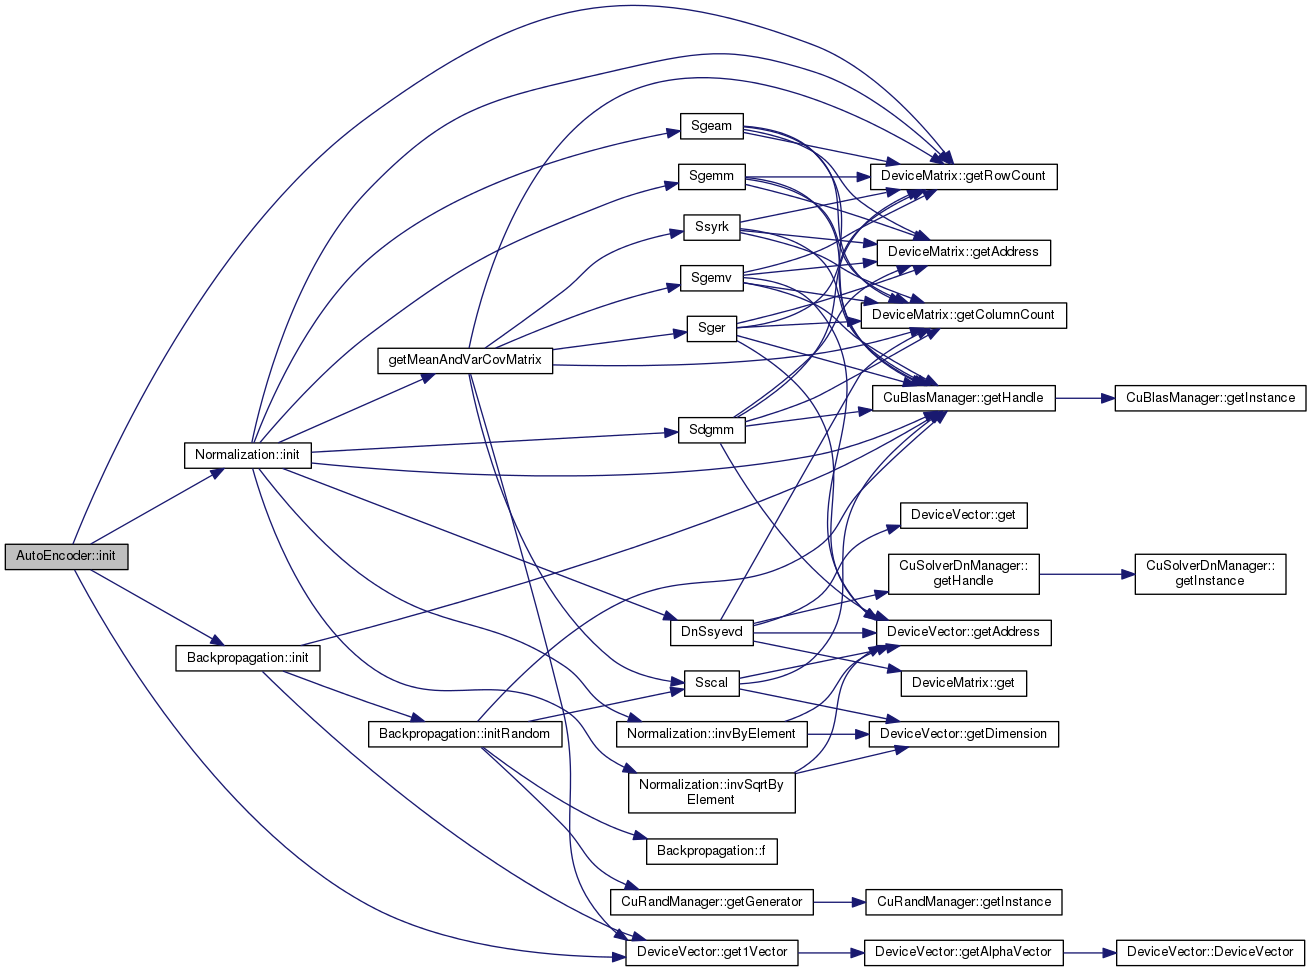 AutoEncoder::init
Normalization::init
Backpropagation::init
getMeanAndVarCovMatrix
Backpropagation::initRandom
Sgeam
Sgemm
Ssyrk
Sgemv
Sger
Sdgmm
DnSsyevd
Sscal
Normalization::invByElement
Normalization::invSqrtBy
Element
Backpropagation::f
CuRandManager::getGenerator
DeviceVector::get1Vector
DeviceMatrix::getRowCount
DeviceMatrix::getAddress
DeviceMatrix::getColumnCount
CuBlasManager::getHandle
DeviceVector::get
CuSolverDnManager::
getHandle
DeviceVector::getAddress
DeviceMatrix::get
DeviceVector::getDimension
CuRandManager::getInstance
DeviceVector::getAlphaVector
CuBlasManager::getInstance
CuSolverDnManager::
getInstance
DeviceVector::DeviceVector